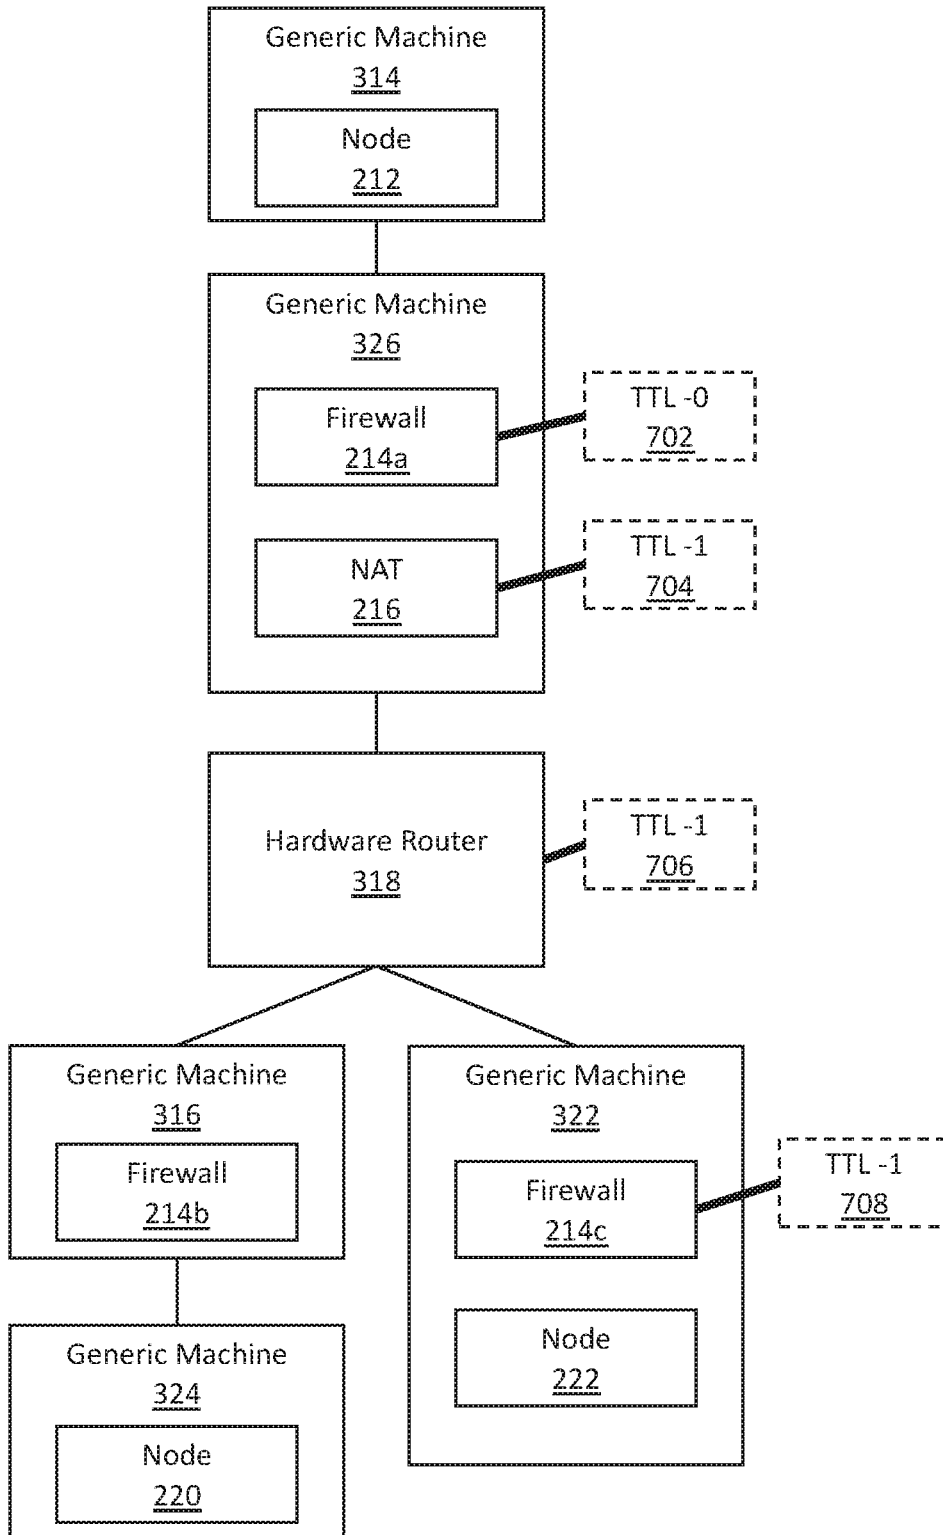 Generic Machine
314
Node
212
Generic Machine
326
Firewall
214a
TTL -0
702
NAT
216
TTL -1
704
Hardware Router
318
TTL -1
706
Generic Machine
316
Firewall
214b
Generic Machine
324
Node
220
Generic Machine
322
Firewall
214c
TTL -1
708
Node
222